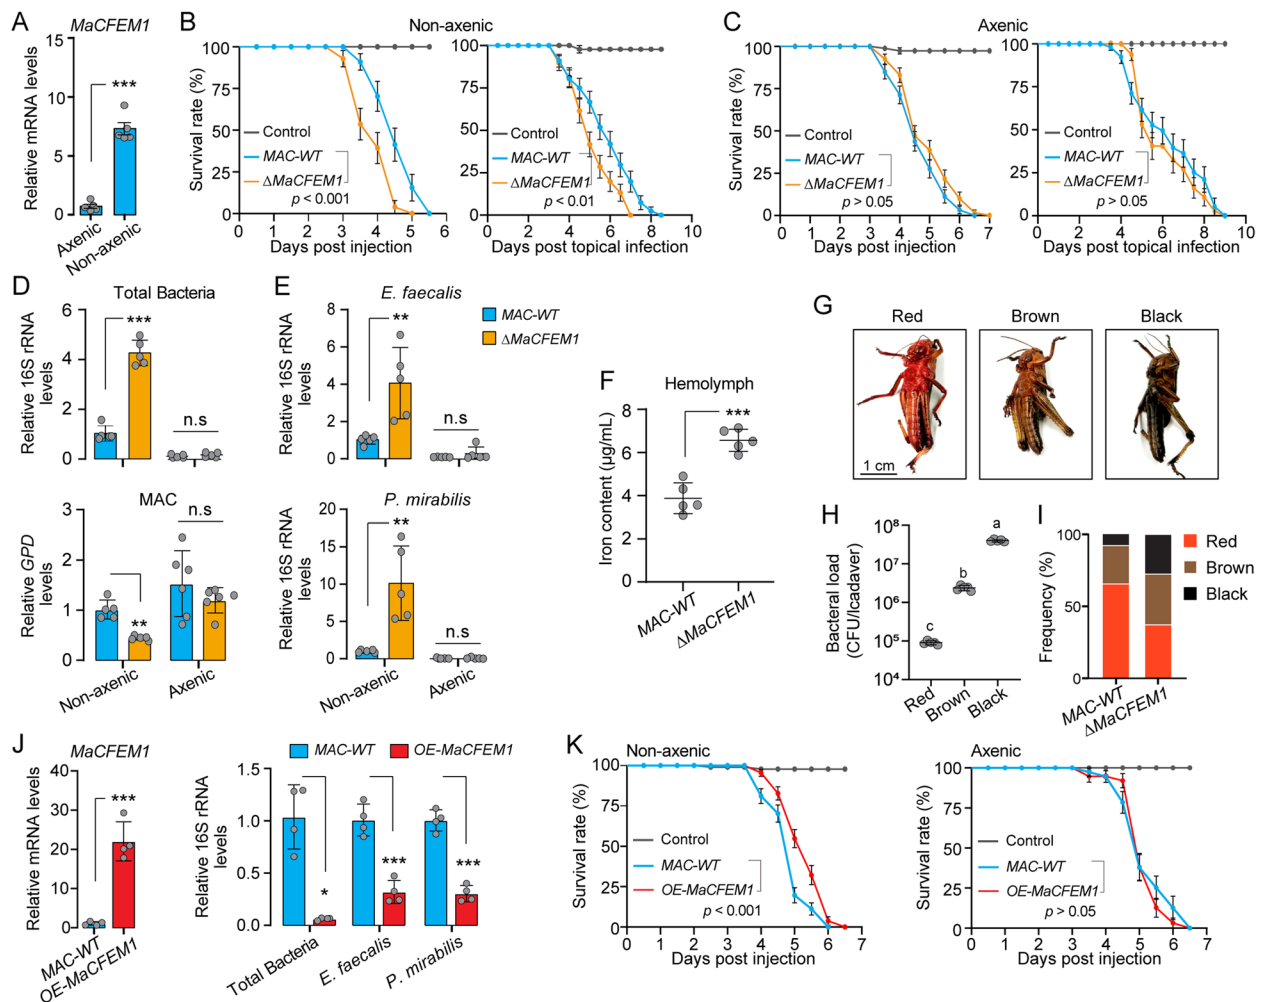 A
MaCFEM1
Relative mRNA levels
15
10
5
0
***
Axenic
Non-axenic
B
Non-axenic
Survival rate (%)
100
75
50
25
0
Control
MAC-WT
ΔMaCFEM1
p < 0.001
0 1 2 3 4 5 6
Days post injection
100
75
50
25
0
Control
MAC-WT
ΔMaCFEM1
p < 0.01
0 2 4 6 8 10
Days post topical infection
C
Axenic
Survival rate (%)
100
75
50
25
0
Control
MAC-WT
ΔMaCFEM1
p > 0.05
0 1 2 3 4 5 6 7
Days post injection
100
75
50
25
0
Control
MAC-WT
ΔMaCFEM1
p > 0.05
0 2 4 6 8 10
Days post topical infection
D
Total Bacteria
Relative 16S rRNA
levels
6
4
2
0
***
n.s
MAC
Relative GPD
3
2
1
0
**
n.s
Non-axenic
Axenic
E
E. faecalis
Relative 16S rRNA
levels
8
6
4
2
0
**
n.s
MAC-WT
ΔMaCFEM1
P. mirabilis
Relative 16S rRNA
levels
20
15
10
5
0
**
n.s
Non-axenic
Axenic
F
Hemolymph
Iron content (μg/mL)
8
6
4
2
0
***
MAC-WT
ΔMaCFEM1
G
Red
Brown
Black
1 cm
H
Bacteral load
(CFU/cadaver)
10⁸
10⁷
10⁶
10⁵
10⁴
c
b
a
Red
Brown
Black
I
Frequency (%)
100
50
0
Red
Brown
Black
MAC-WT
ΔMaCFEM1
J
MaCFEM1
Relative mRNA levels
40
30
20
10
0
***
MAC-WT
OE-MaCFEM1
MAC-WT
OE-MaCFEM1
Relative 16S rRNA
levels
1.5
1.0
0.5
0.0
*
***
***
Total Bacteria
E. faecalis
P. mirabilis
K
Non-axenic
Survival rate (%)
100
75
50
25
0
Control
MAC-WT
OE-MaCFEM1
p < 0.001
0 1 2 3 4 5 6 7
Days post injection
Axenic
Survival rate (%)
100
75
50
25
0
Control
MAC-WT
OE-MaCFEM1
p > 0.05
0 1 2 3 4 5 6 7
Days post injection